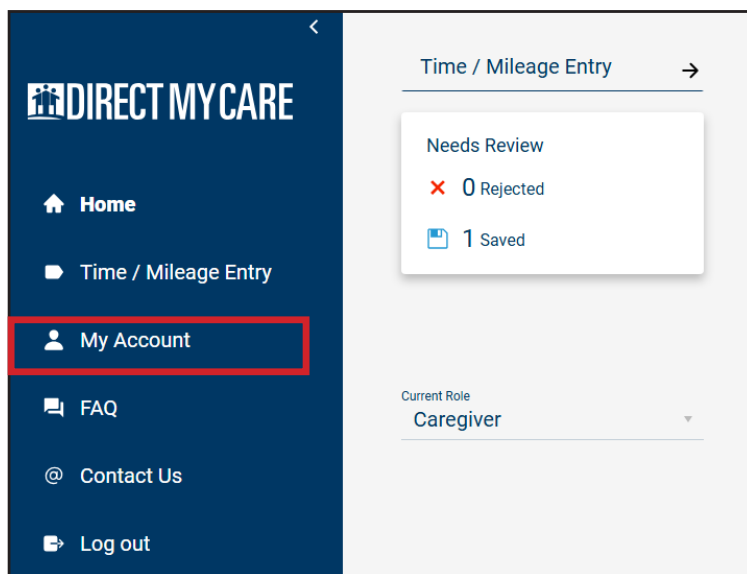 DIRECT MY CARE
Home
Time / Mileage Entry
My Account
FAQ
@ Contact Us
Log out
Time / Mileage Entry →
Needs Review
0 Rejected
1 Saved
Current Role
Caregiver